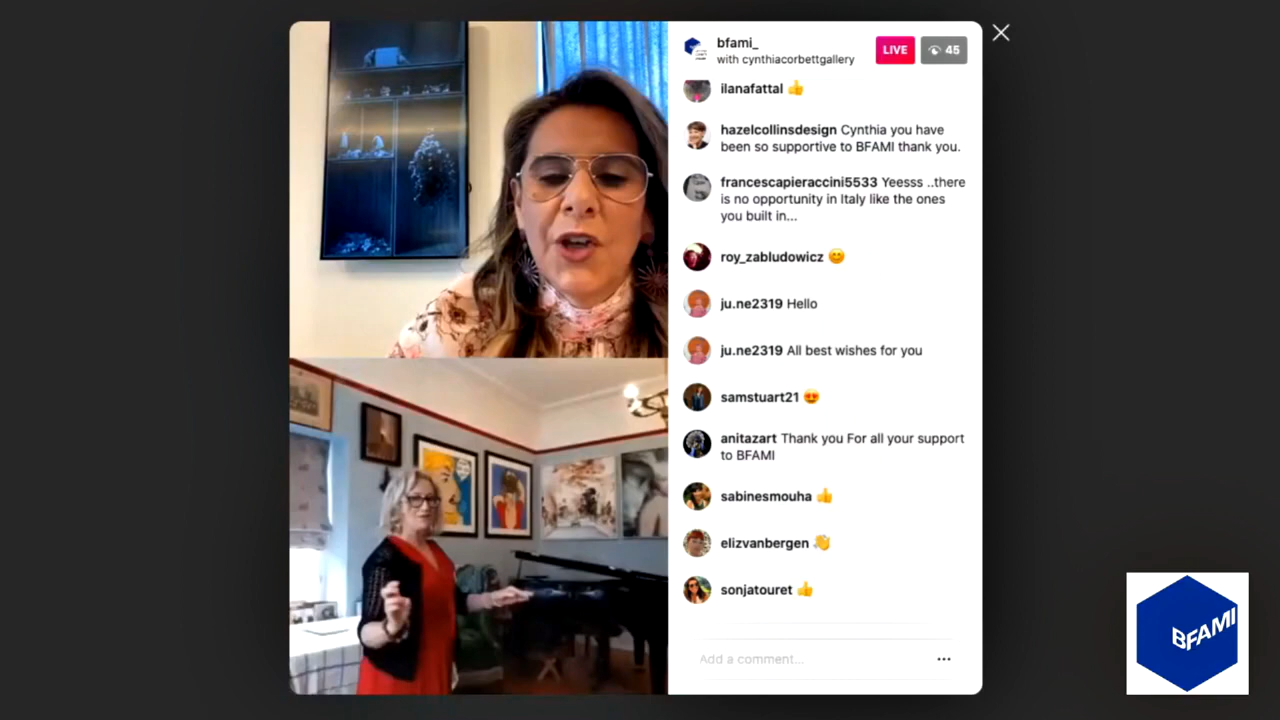 bfami_
with cynthiacorbettgallery
LIVE
45
ilanafattal 👍
hazelcollinsdesign Cynthia you have
been so supportive to BFAMI thank you.
francescapieraccini5533 Yeesss ..there
is no opportunity in Italy like the ones
you built in...
roy_zabludowicz 😊
ju.ne2319 Hello
ju.ne2319 All best wishes for you
samstuart21 😍
anitazart Thank you For all your support
to BFAMI
sabinesmouha 👍
elizvanbergen 👋
sonjatouret 👍
Add a comment...
BFAMI